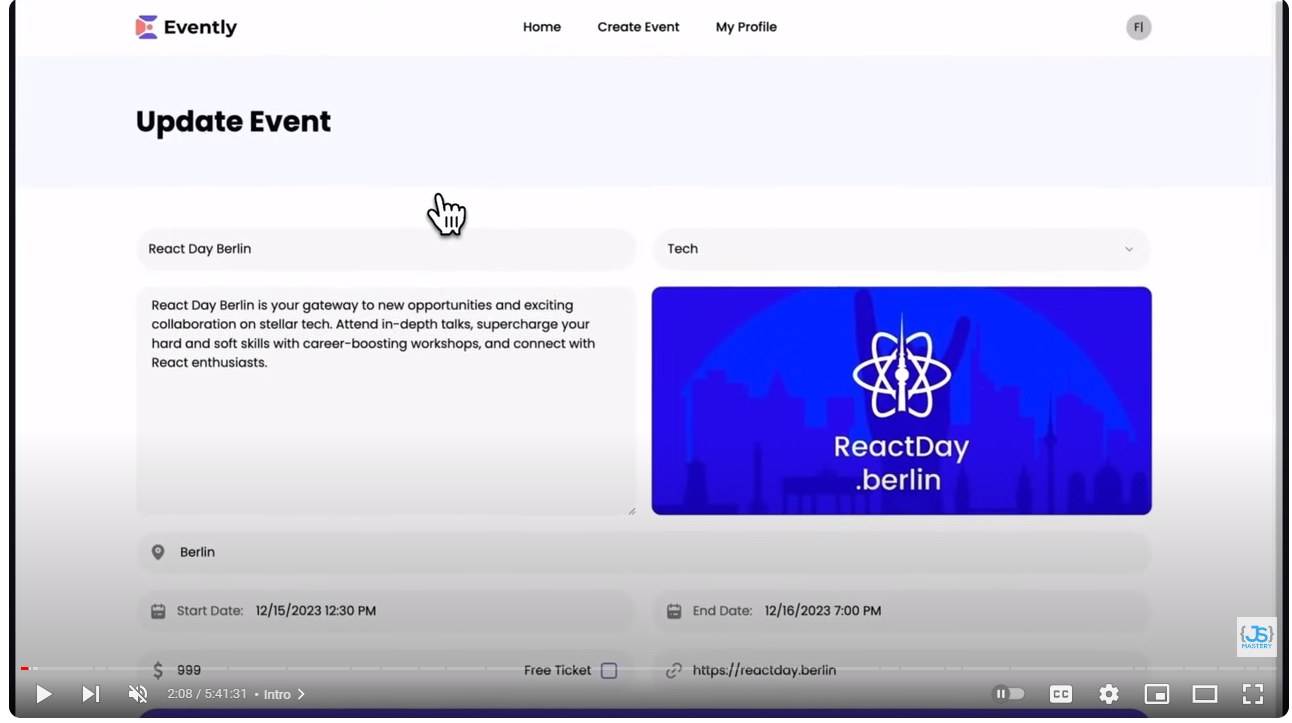 Evently
Home
Create Event
My Profile
FI
Update Event
React Day Berlin
Tech
React Day Berlin is your gateway to new opportunities and exciting
collaboration on stellar tech. Attend in-depth talks, supercharge your
hard and soft skills with career-boosting workshops, and connect with
React enthusiasts.
ReactDay
.berlin
Berlin
Start Date: 12/15/2023 12:30 PM
End Date: 12/16/2023 7:00 PM
$ 999
Free Ticket
https://reactday.berlin
{JS}
MASTERY
2:08 / 5:41:31 • Intro
CC